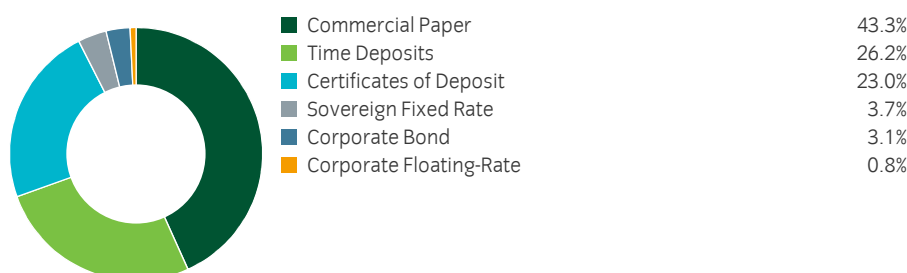 Commercial Paper 43.3%
Time Deposits 26.2%
Certificates of Deposit 23.0%
Sovereign Fixed Rate 3.7%
Corporate Bond 3.1%
Corporate Floating-Rate 0.8%